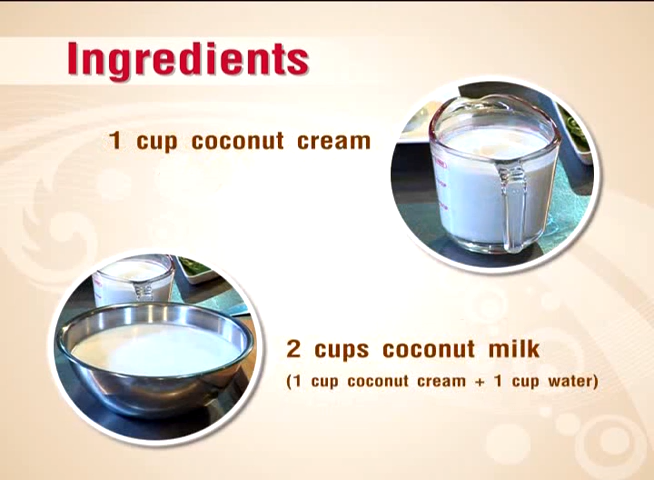 Ingredients
1 cup coconut cream
2 cups coconut milk
(1 cup coconut cream + 1 cup water)